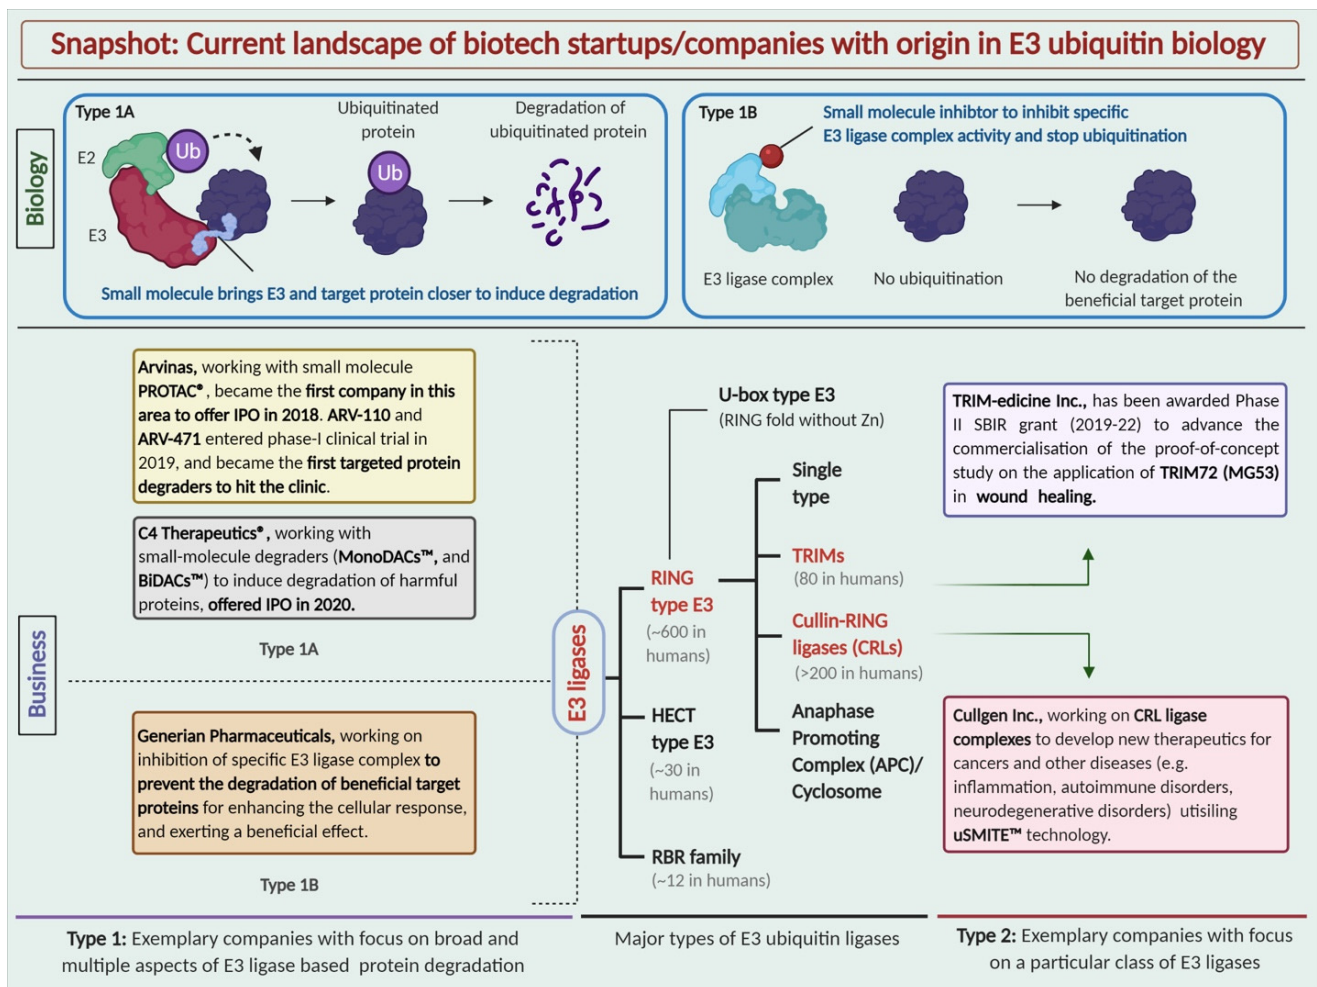 Snapshot: Current landscape of biotech startups/companies with origin in E3 ubiquitin biology
Biology
Type 1A
E2
Ub
E3
Ubiquitinated
protein
Ub
Degradation of
ubiquitinated protein
Small molecule brings E3 and target protein closer to induce degradation
Type 1B
Small molecule inhibtor to inhibit specific
E3 ligase complex activity and stop ubiquitination
E3 ligase complex
No ubiquitination
No degradation of the
beneficial target protein
Business
Arvinas, working with small molecule
PROTAC®, became the first company in this
area to offer IPO in 2018. ARV-110 and
ARV-471 entered phase-I clinical trial in
2019, and became the first targeted protein
degraders to hit the clinic.
C4 Therapeutics®, working with
small-molecule degraders (MonoDACs™, and
BiDACs™) to induce degradation of harmful
proteins, offered IPO in 2020.
Type 1A
Generian Pharmaceuticals, working on
inhibition of specific E3 ligase complex to
prevent the degradation of beneficial target
proteins for enhancing the cellular response,
and exerting a beneficial effect.
Type 1B
E3 ligases
U-box type E3
(RING fold without Zn)
RING
type E3
(~600 in
humans)
HECT
type E3
(~30 in
humans)
RBR family
(~12 in humans)
Single
type
TRIMs
(80 in humans)
Cullin-RING
ligases (CRLs)
(>200 in humans)
Anaphase
Promoting
Complex (APC)/
Cyclosome
TRIM-edicine Inc., has been awarded Phase
II SBIR grant (2019-22) to advance the
commercialisation of the proof-of-concept
study on the application of TRIM72 (MG53)
in wound healing.
Cullgen Inc., working on CRL ligase
complexes to develop new therapeutics for
cancers and other diseases (e.g.
inflammation, autoimmune disorders,
neurodegenerative disorders) utisiling
uSMITE™ technology.
Type 1: Exemplary companies with focus on broad and
multiple aspects of E3 ligase based protein degradation
Major types of E3 ubiquitin ligases
Type 2: Exemplary companies with focus
on a particular class of E3 ligases